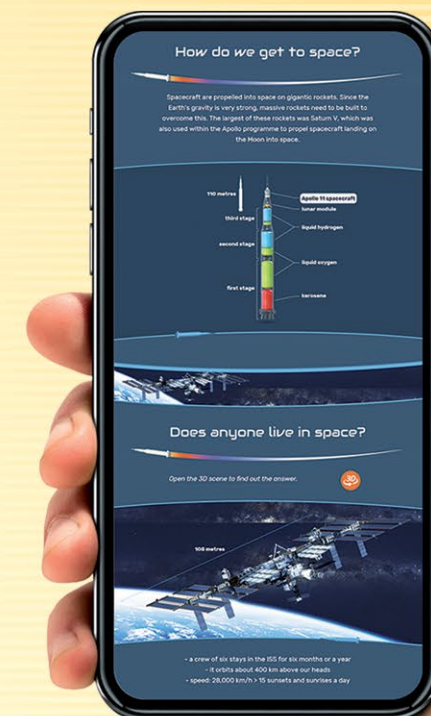 How do we get to space?
Spacecraft are propelled into space on gigantic rockets. Since the
Earth's gravity is very strong, massive rockets need to be built to
overcome this. The largest of these rockets was Saturn V, which was
also used within the Apollo programme to propel spacecraft landing on
the Moon into space.
110 metres
Apollo 11 spacecraft
lunar module
third stage
liquid hydrogen
second stage
liquid oxygen
first stage
kerosene
Does anyone live in space?
Open the 3D scene to find out the answer.
3D
108 metres
- a crew of six stays in the ISS for six months or a year
- it orbits about 400 km above our heads
- speed: 28,000 km/h > 15 sunsets and sunrises a day